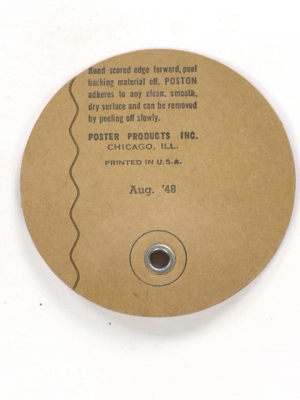 Bend scored edge forward, peel
backing material off. POSTON
adheres to any clean, smooth,
dry surface and can be removed
by peeling off slowly.
POSTER PRODUCTS INC.
CHICAGO, ILL.
PRINTED IN U.S.A.
Aug. '48